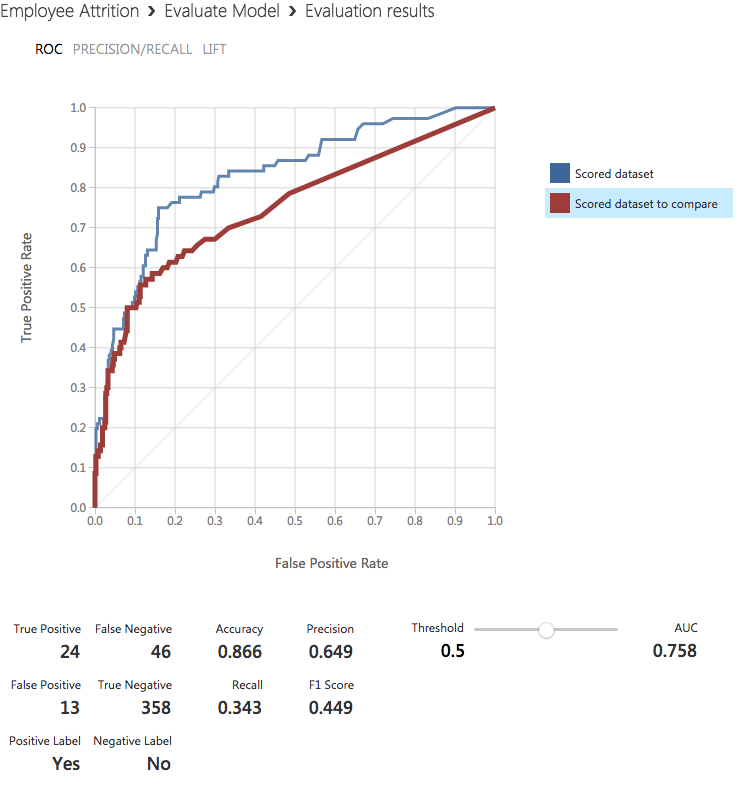 Employee Attrition › Evaluate Model › Evaluation results
ROC PRECISION/RECALL LIFT
1.0
0.9
0.8
0.7
0.6
0.5
0.4
0.3
0.2
0.1
0.0
True Positive Rate
0.0 0.1 0.2 0.3 0.4 0.5 0.6 0.7 0.8 0.9 1.0
False Positive Rate
Scored dataset
Scored dataset to compare
True Positive False Negative Accuracy Precision Threshold AUC
24 46 0.866 0.649 0.5 0.758
False Positive True Negative Recall F1 Score
13 358 0.343 0.449
Positive Label Negative Label
Yes No